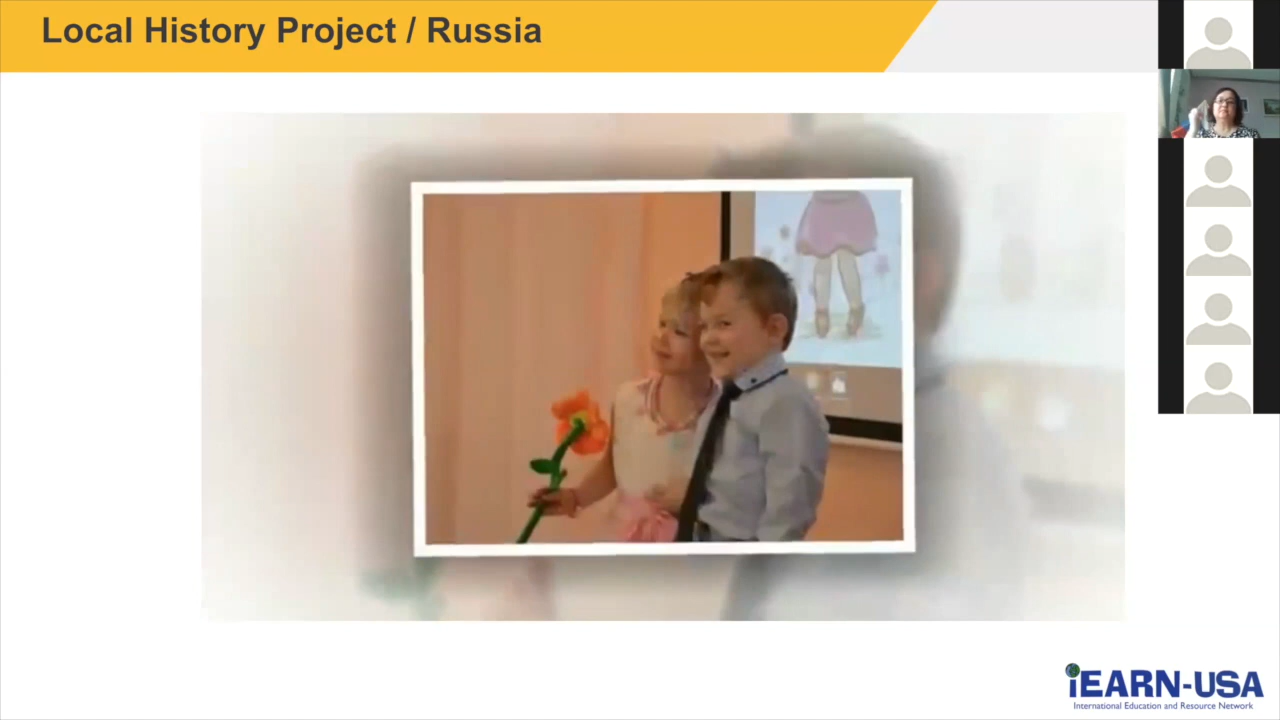 Local History Project / Russia
iEARN-USA
International Education and Resource Network